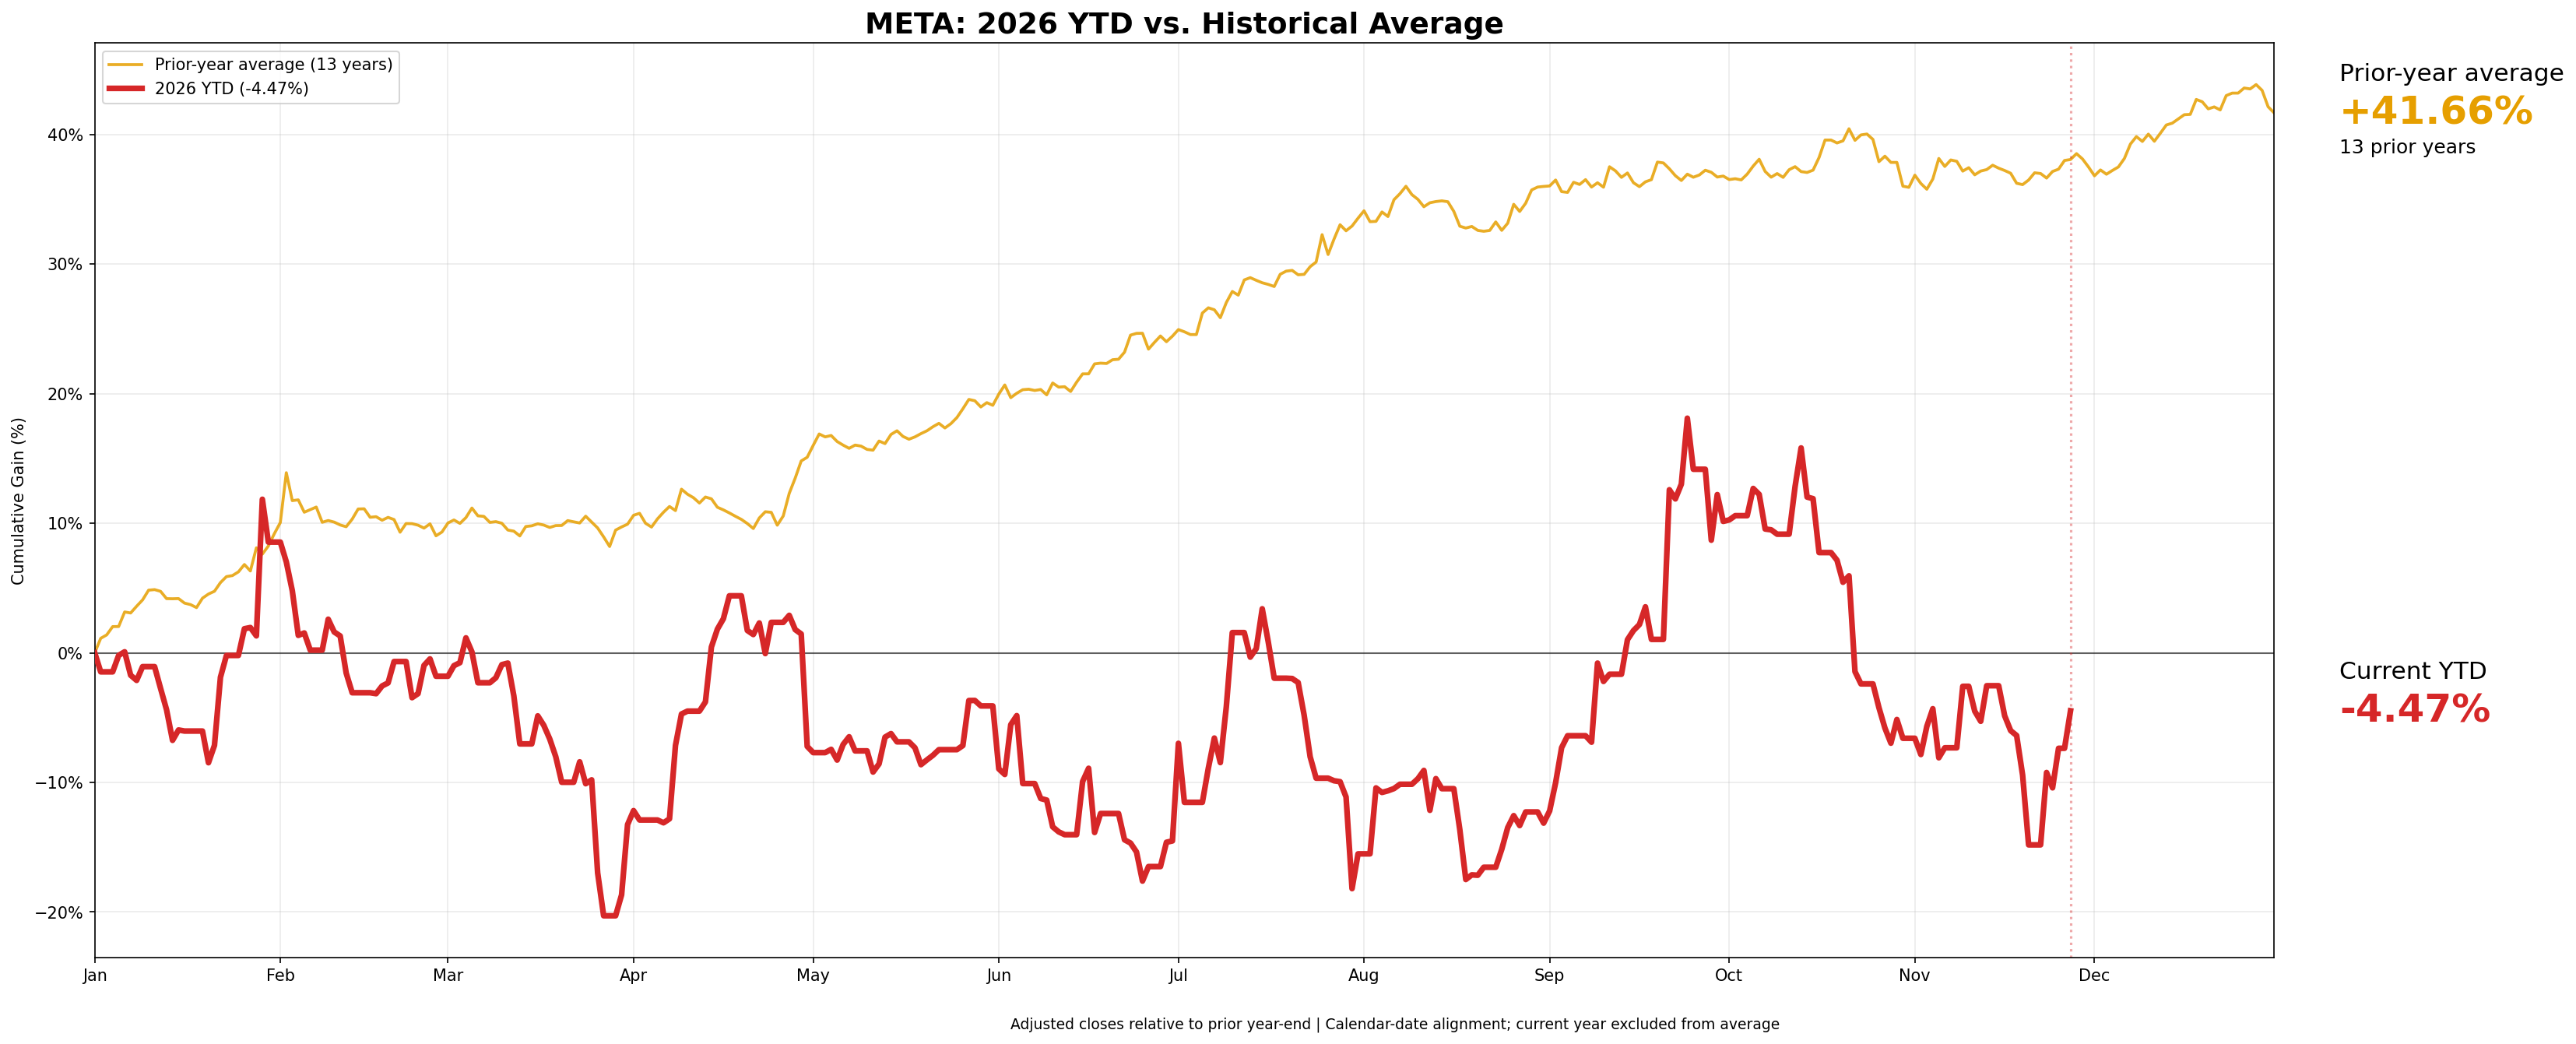 META: 2026 YTD vs. Historical Average
Prior-year average (13 years)
2026 YTD (-4.47%)
Prior-year average
+41.66%
13 prior years
Current YTD
-4.47%
Cumulative Gain (%)
40%
30%
20%
10%
0%
−10%
−20%
Jan Feb Mar Apr May Jun Jul Aug Sep Oct Nov Dec
Adjusted closes relative to prior year-end | Calendar-date alignment; current year excluded from average